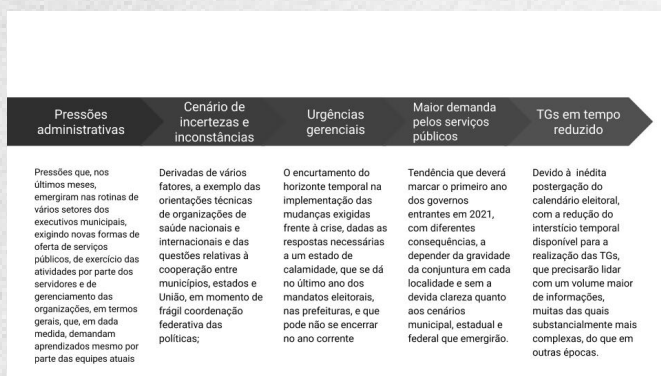 Pressões
administrativas
Cenário de
incertezas e
inconstâncias
Urgências
gerenciais
Maior demanda
pelos serviços
públicos
TGs em tempo
reduzido
Pressões que, nos
últimos meses,
emergiram nas rotinas de
vários setores dos
executivos municipais,
exigindo novas formas de
oferta de serviços
públicos, de exercício das
atividades por parte dos
servidores e de
gerenciamento das
organizações, em termos
gerais, que, em dada
medida, demandam
aprendizados mesmo por
parte das equipes atuais
Derivadas de vários
fatores, a exemplo das
orientações técnicas
de organizações de
saúde nacionais e
internacionais e das
questões relativas à
cooperação entre
municípios, estados e
União, em momento de
frágil coordenação
federativa das
políticas;
O encurtamento do
horizonte temporal na
implementação das
mudanças exigidas
frente à crise, dadas as
respostas necessárias
a um estado de
calamidade, que se dá
no último ano dos
mandatos eleitorais,
nas prefeituras, e que
pode não se encerrar
no ano corrente
Tendência que deverá
marcar o primeiro ano
dos governos
entrantes em 2021,
com diferentes
consequências, a
depender da gravidade
da conjuntura em cada
localidade e sem a
devida clareza quanto
aos cenários
municipal, estadual e
federal que emergirão.
Devido à inédita
postergação do
calendário eleitoral,
com a redução do
interstício temporal
disponível para a
realização das TGs,
que precisarão lidar
com um volume maior
de informações,
muitas das quais
substancialmente mais
complexas, do que em
outras épocas.